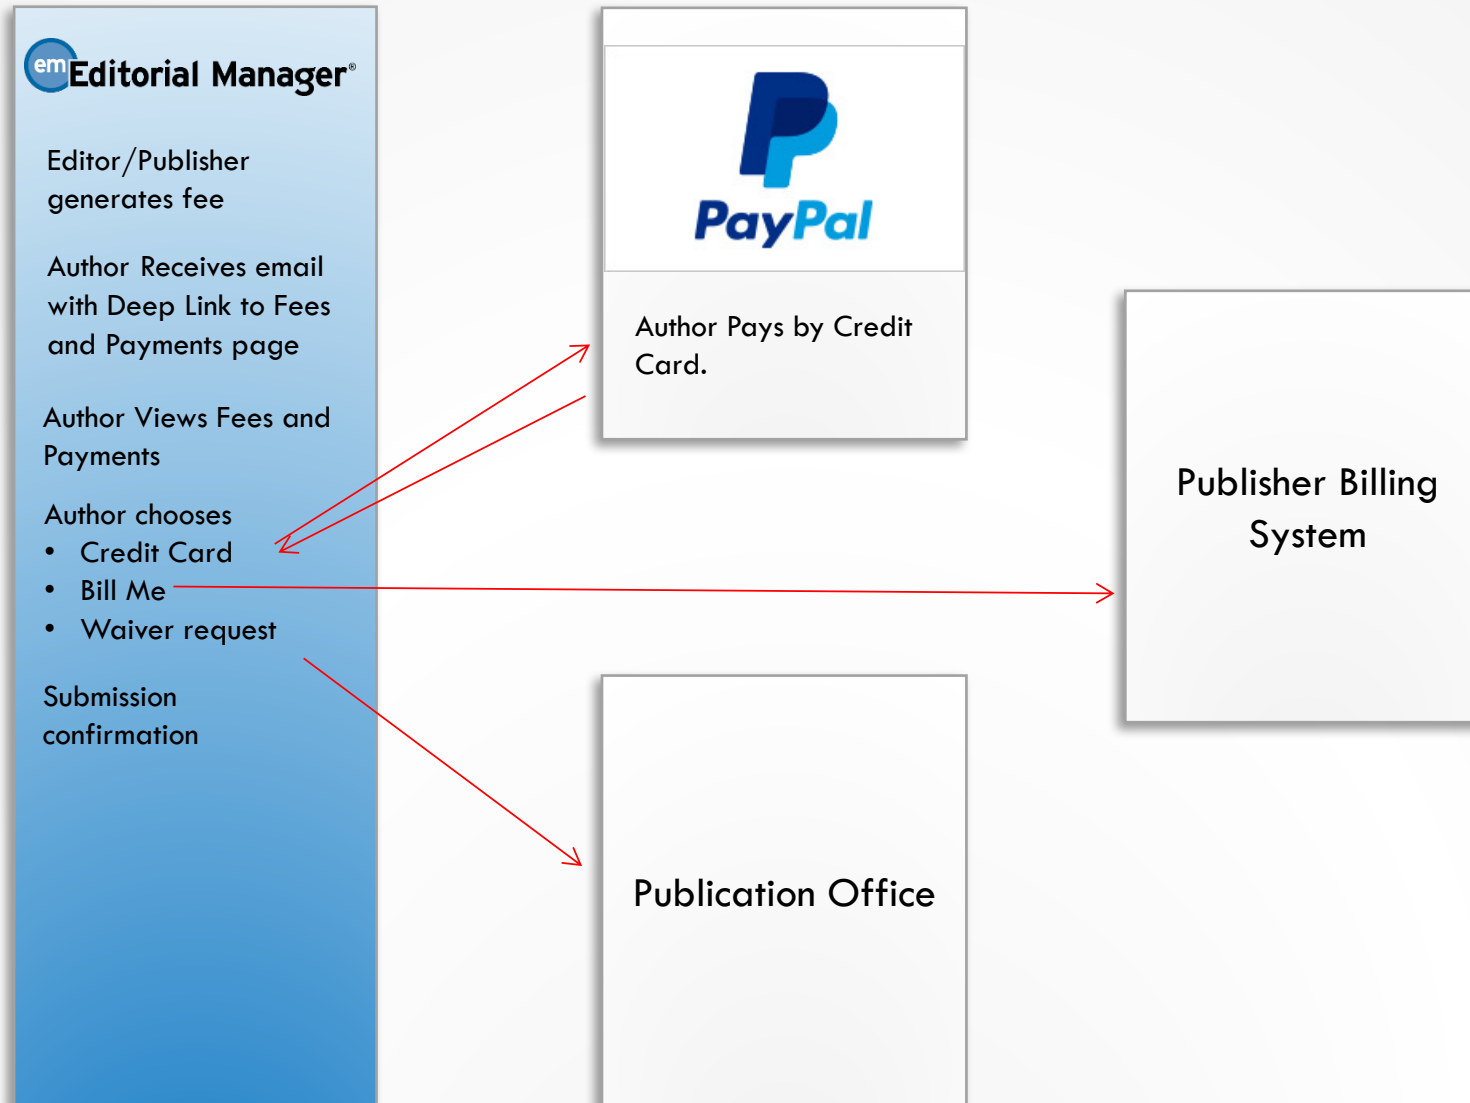 em
Editorial Manager®
Editor/Publisher
generates fee
Author Receives email
with Deep Link to Fees
and Payments page
Author Views Fees and
Payments
Author chooses
• Credit Card
• Bill Me
• Waiver request
Submission
confirmation
PayPal
Author Pays by Credit
Card.
Publisher Billing
System
Publication Office